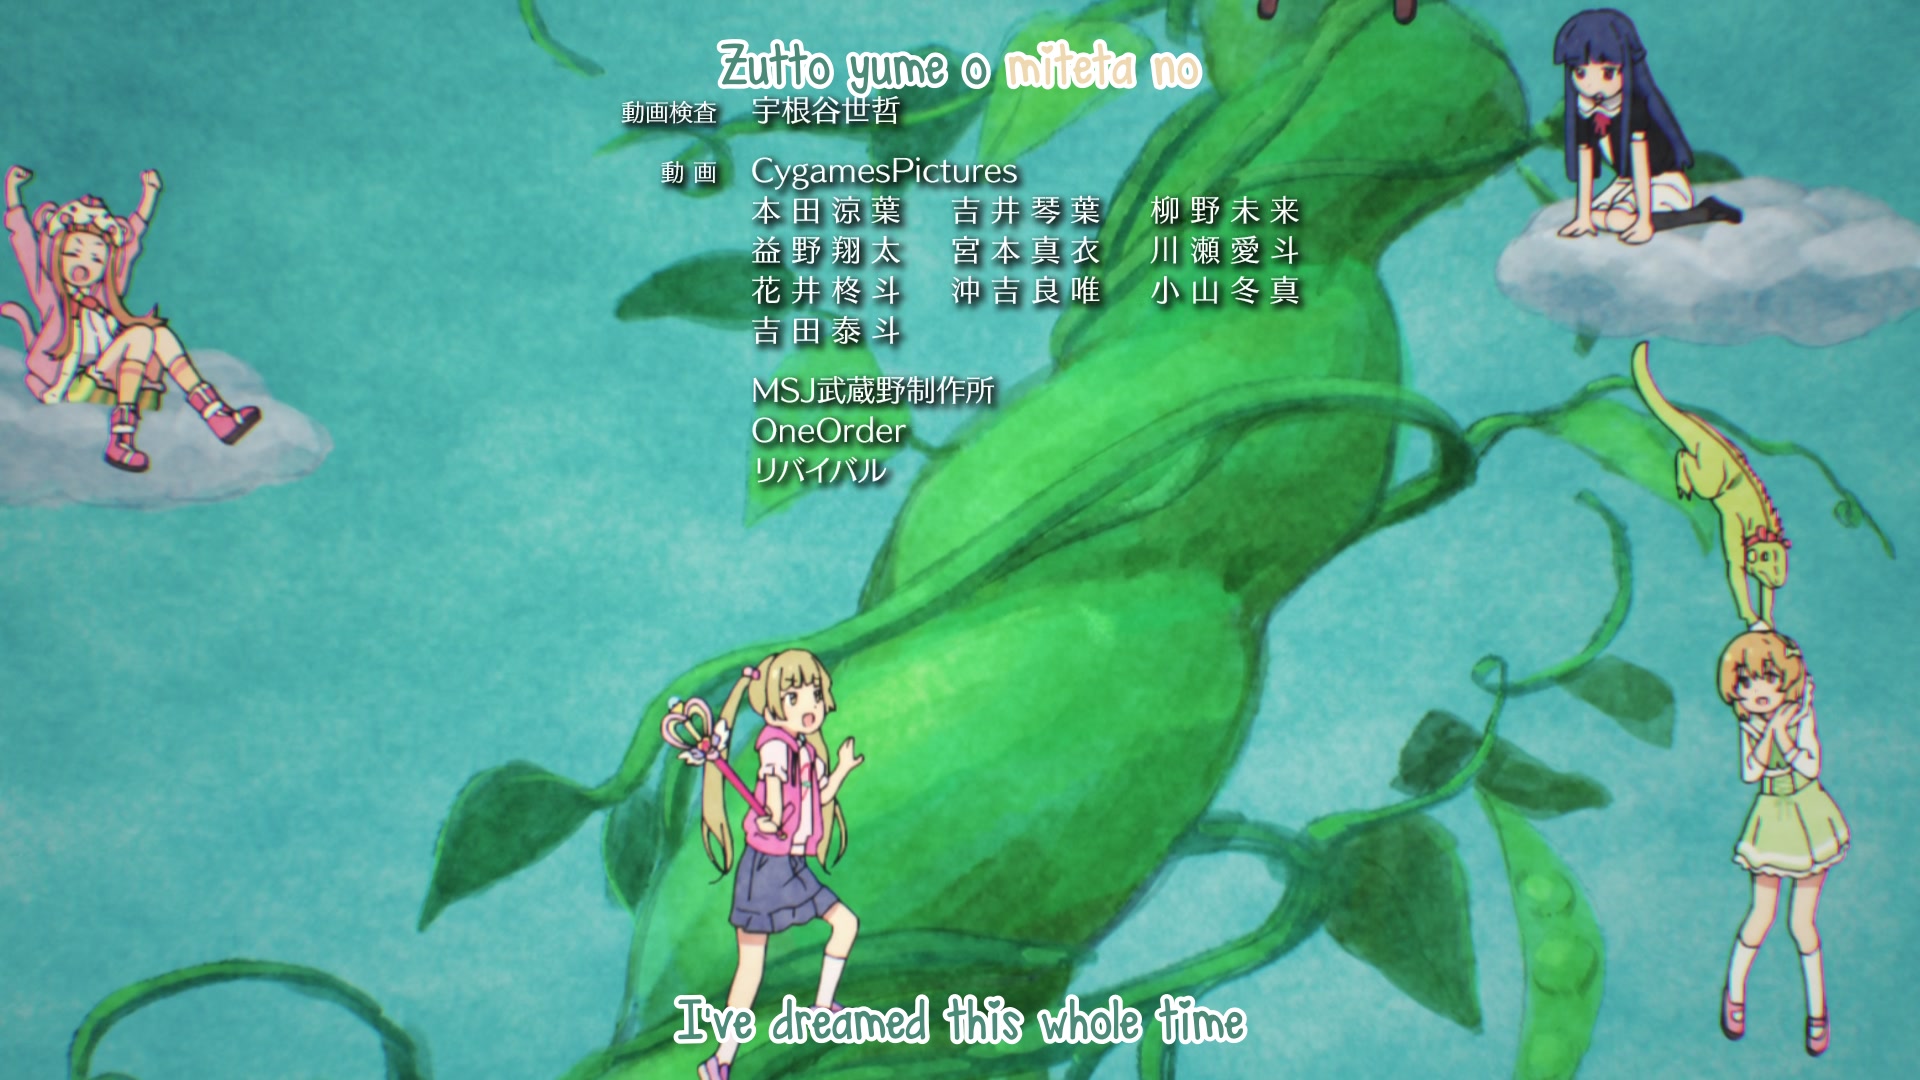 Zutto yume o miteta no
動画検査 宇根谷世哲
動画 CygamesPictures
本田涼葉 吉井琴葉 柳野未来
益野翔太 宮本真衣 川瀬愛斗
花井柊斗 沖吉良唯 小山冬真
吉田泰斗
MSJ武蔵野制作所
OneOrder
リバイバル
I've dreamed this whole time